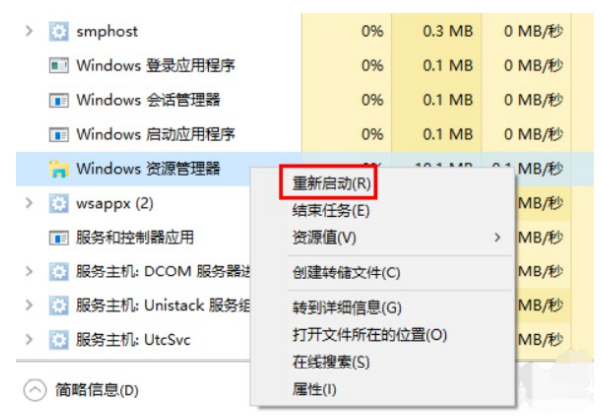 smphost 0% 0.3 MB 0 MB/秒
Windows 登录应用程序 0% 0.1 MB 0 MB/秒
Windows 会话管理器 0% 0.1 MB 0 MB/秒
Windows 启动应用程序 0% 0.1 MB 0 MB/秒
Windows 资源管理器
重新启动(R)
wsappx (2) MB/秒
结束任务(E)
服务和控制器应用 MB/秒
资源值(V)
服务主机: DCOM 服务器进 MB/秒
创建转储文件(C)
服务主机: Unistack 服务组 MB/秒
转到详细信息(G)
服务主机: UtcSvc MB/秒
打开文件所在的位置(O)
在线搜索(S)
简略信息(D)
属性(I)